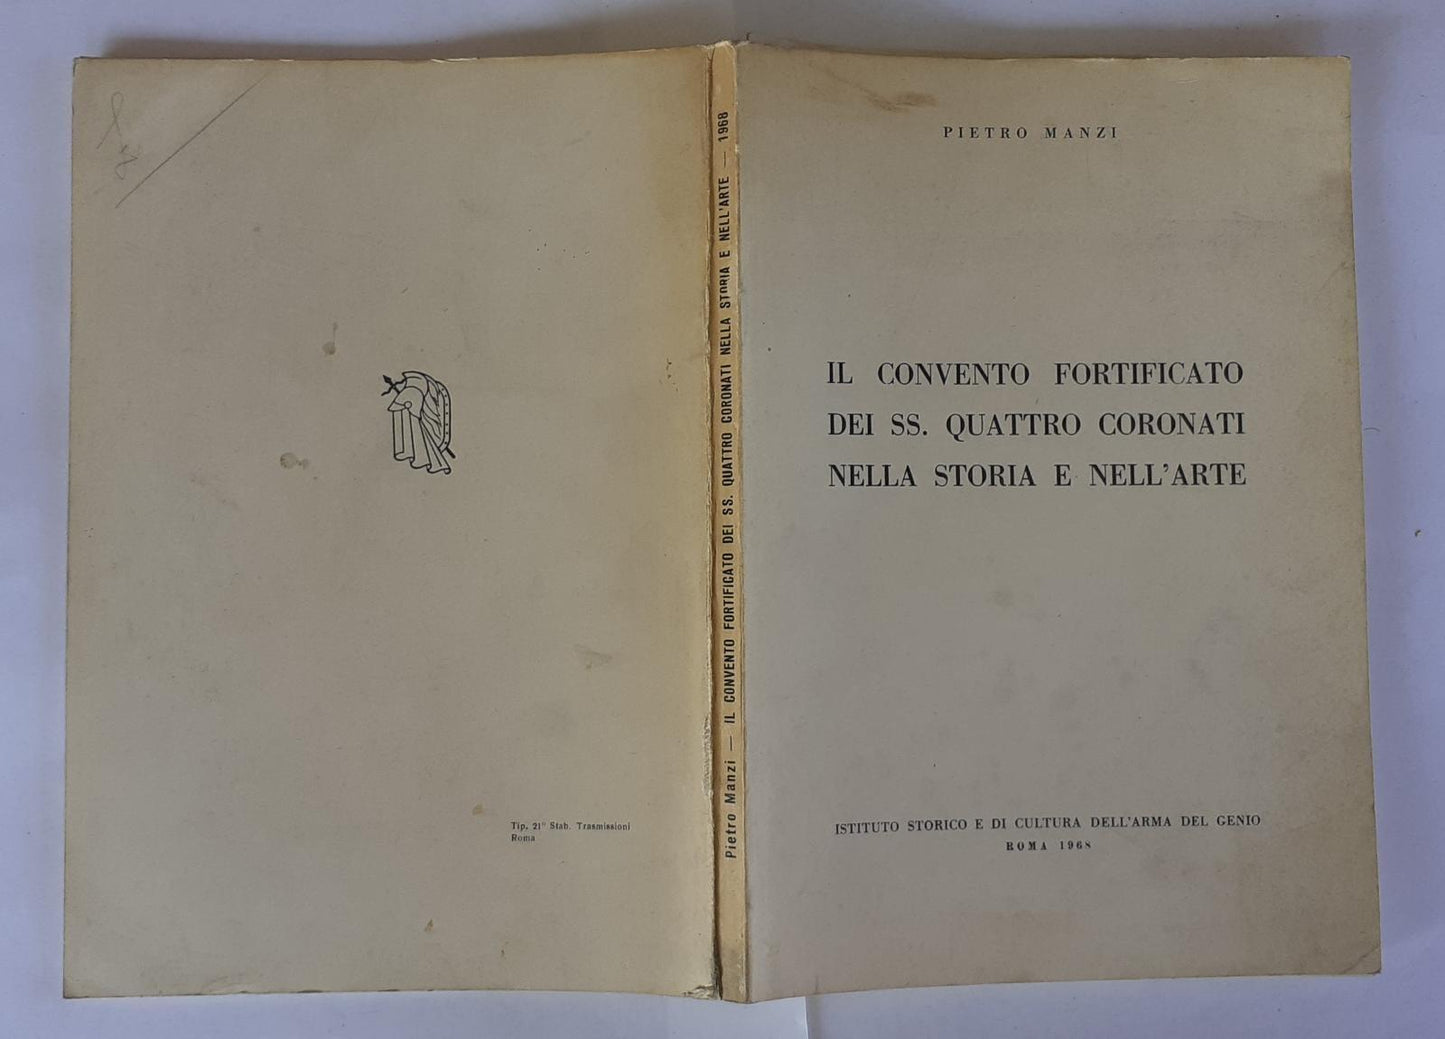 PIETRO MANZI
IL CONVENTO FORTIFICATO
DEI SS. QUATTRO CORONATI
NELLA STORIA E NELL'ARTE
ISTITUTO STORICO E DI CULTURA DELL'ARMA DEL GENIO
ROMA 1968
Pietro Manzi — IL CONVENTO FORTIFICATO DEI SS. QUATTRO CORONATI NELLA STORIA E NELL'ARTE — 1968
Tip. 21° Stab. Trasmissioni
Roma